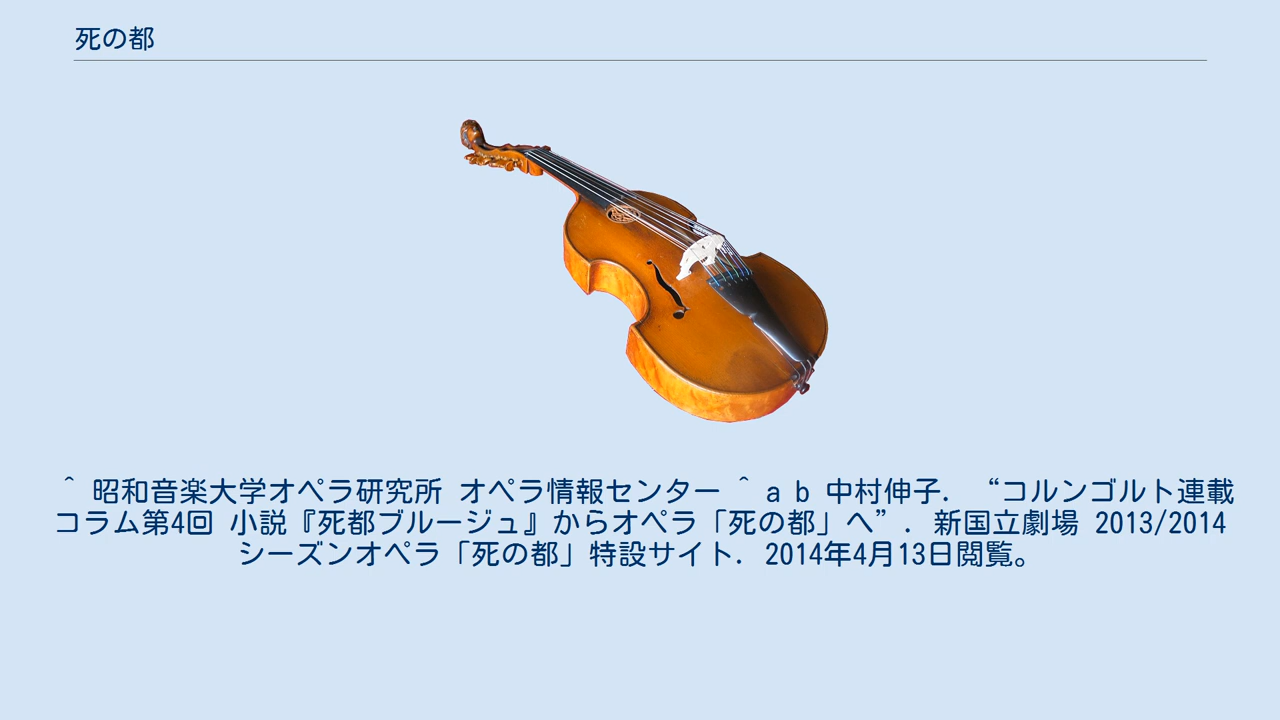 死の都
^ 昭和音楽大学オペラ研究所 オペラ情報センター ^ a b 中村伸子. “コルンゴルト連載
コラム第4回 小説『死都ブルージュ』からオペラ「死の都」へ”. 新国立劇場 2013/2014
シーズンオペラ「死の都」特設サイト. 2014年4月13日閲覧。